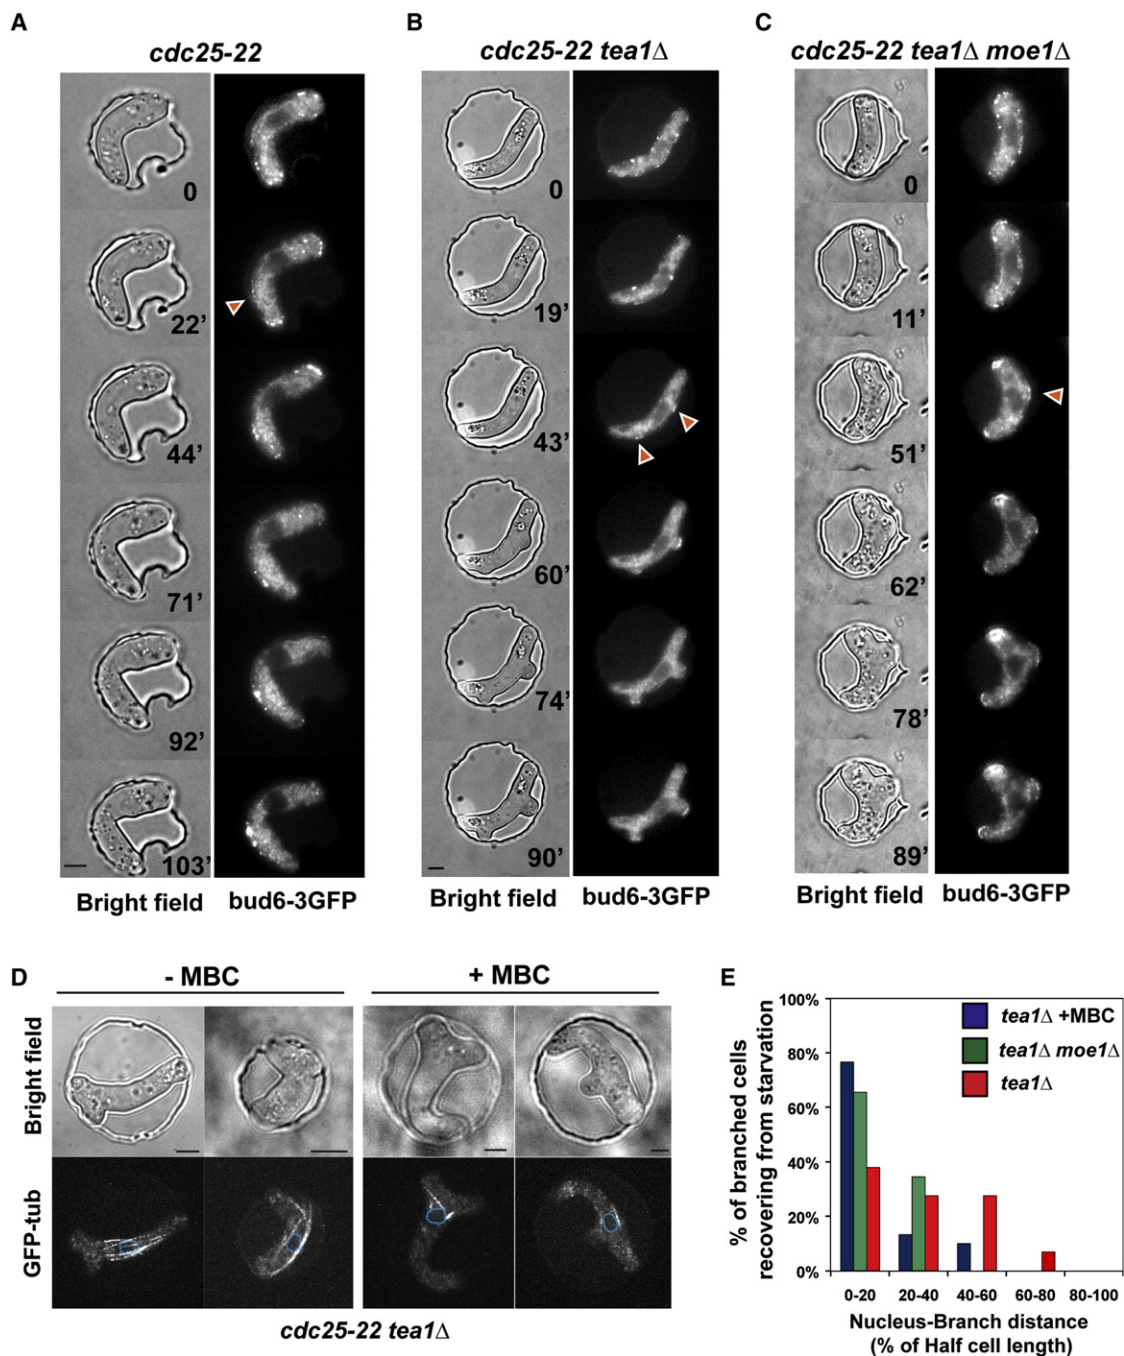 A
cdc25-22
0
22’
44’
71’
92’
103’
Bright field
bud6-3GFP
B
cdc25-22 tea1Δ
0
19’
43’
60’
74’
90’
Bright field
bud6-3GFP
C
cdc25-22 tea1Δ moe1Δ
0
11’
51’
62’
78’
89’
Bright field
bud6-3GFP
D
- MBC
+ MBC
Bright field
GFP-tub
cdc25-22 tea1Δ
E
100%
80%
60%
40%
20%
0%
% of branched cells
recovering from starvation
tea1Δ +MBC
tea1Δ moe1Δ
tea1Δ
0-20 20-40 40-60 60-80 80-100
Nucleus-Branch distance
(% of Half cell length)